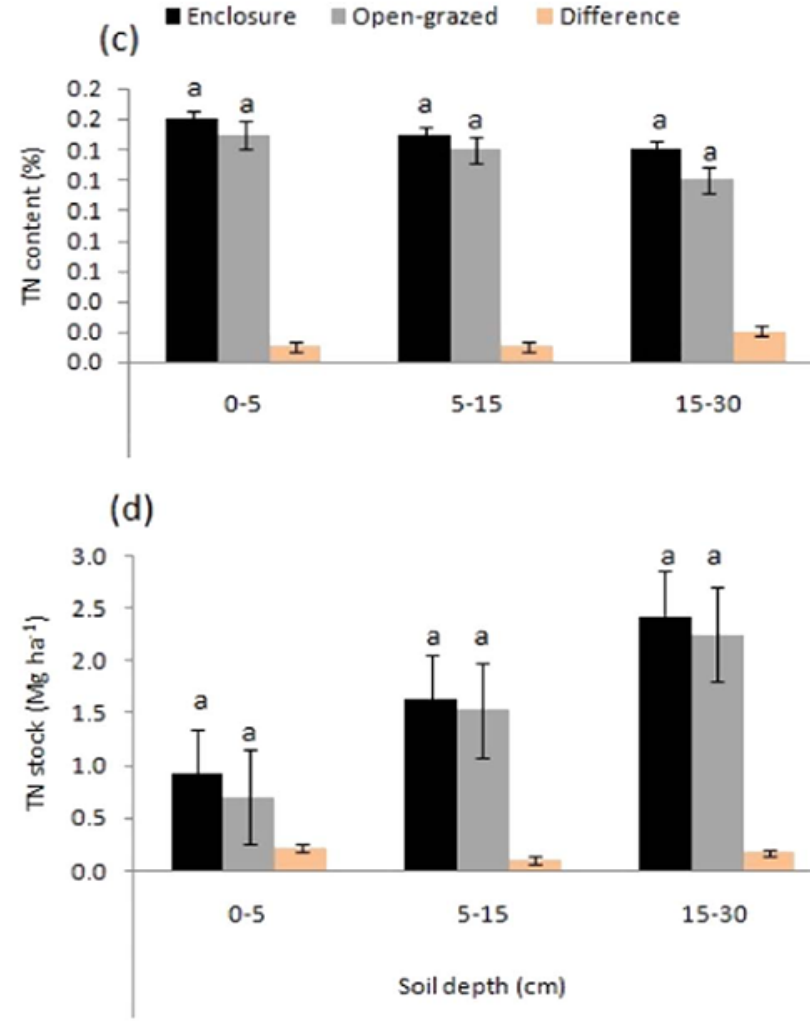 Enclosure Open-grazed Difference
(c)
a a a a a a
0.2
0.2
0.1
0.1
0.1
0.1
0.1
0.0
0.0
0.0
TN content (%)
0-5 5-15 15-30
(d)
a a a a a a
3.0
2.5
2.0
1.5
1.0
0.5
0.0
TN stock (Mg ha⁻¹)
0-5 5-15 15-30
Soil depth (cm)